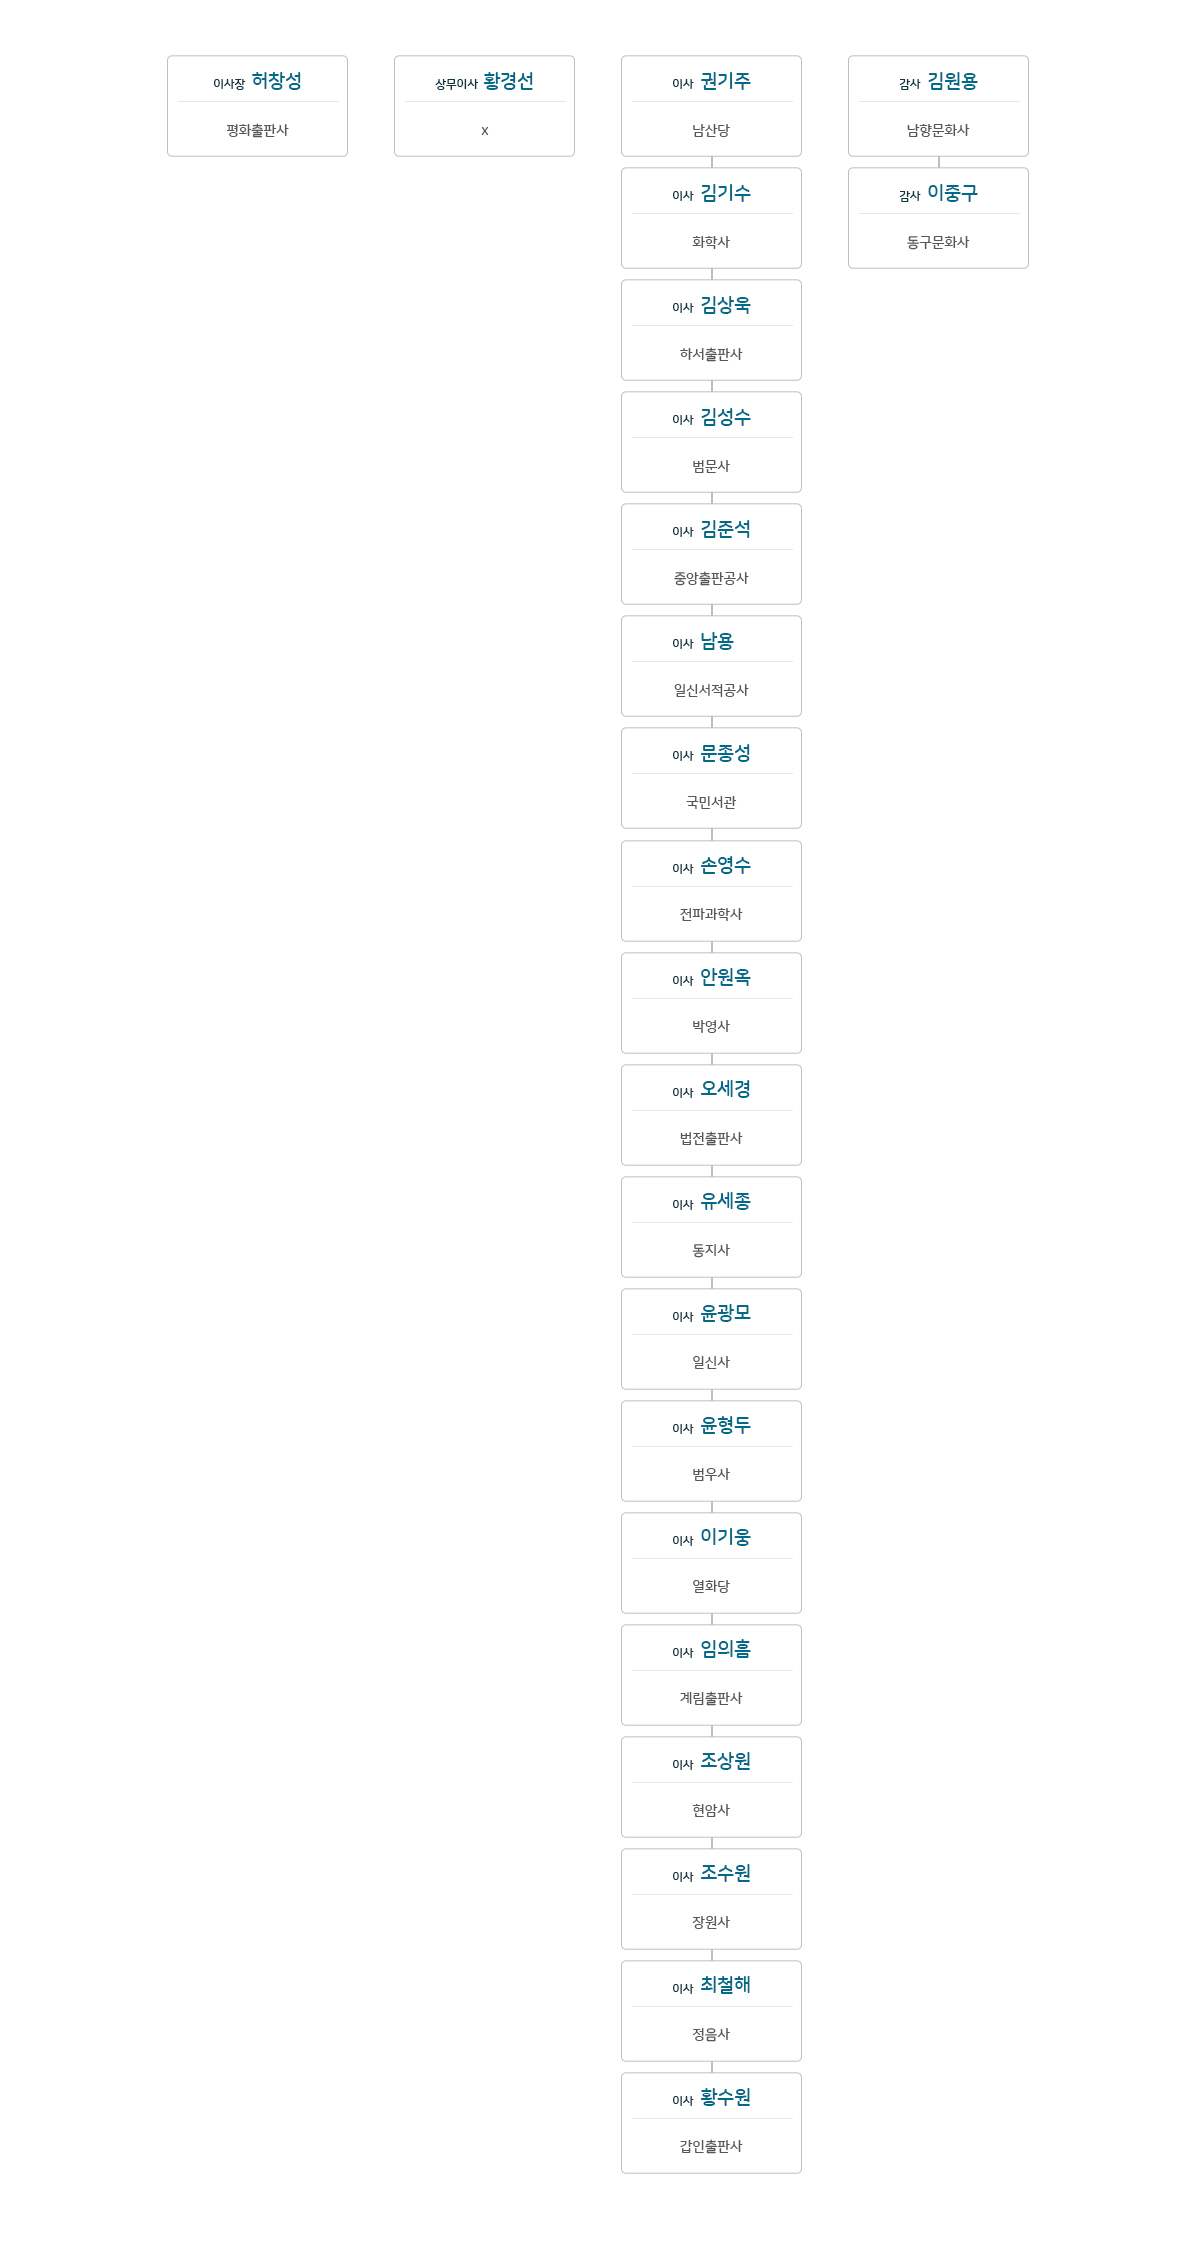 이사장 허창성
평화출판사
상무이사 황경선
x
이사 권기주
남산당
이사 김기수
화학사
이사 김상욱
하서출판사
이사 김성수
범문사
이사 김준석
중앙출판공사
이사 남용
일신서적공사
이사 문종성
국민서관
이사 손영수
전파과학사
이사 안원옥
박영사
이사 오세경
법전출판사
이사 유세종
동지사
이사 윤광모
일신사
이사 윤형두
범우사
이사 이기웅
열화당
이사 임의흠
계림출판사
이사 조상원
현암사
이사 조수원
장원사
이사 최철해
정음사
이사 황수원
갑인출판사
감사 김원용
남향문화사
감사 이중구
동구문화사